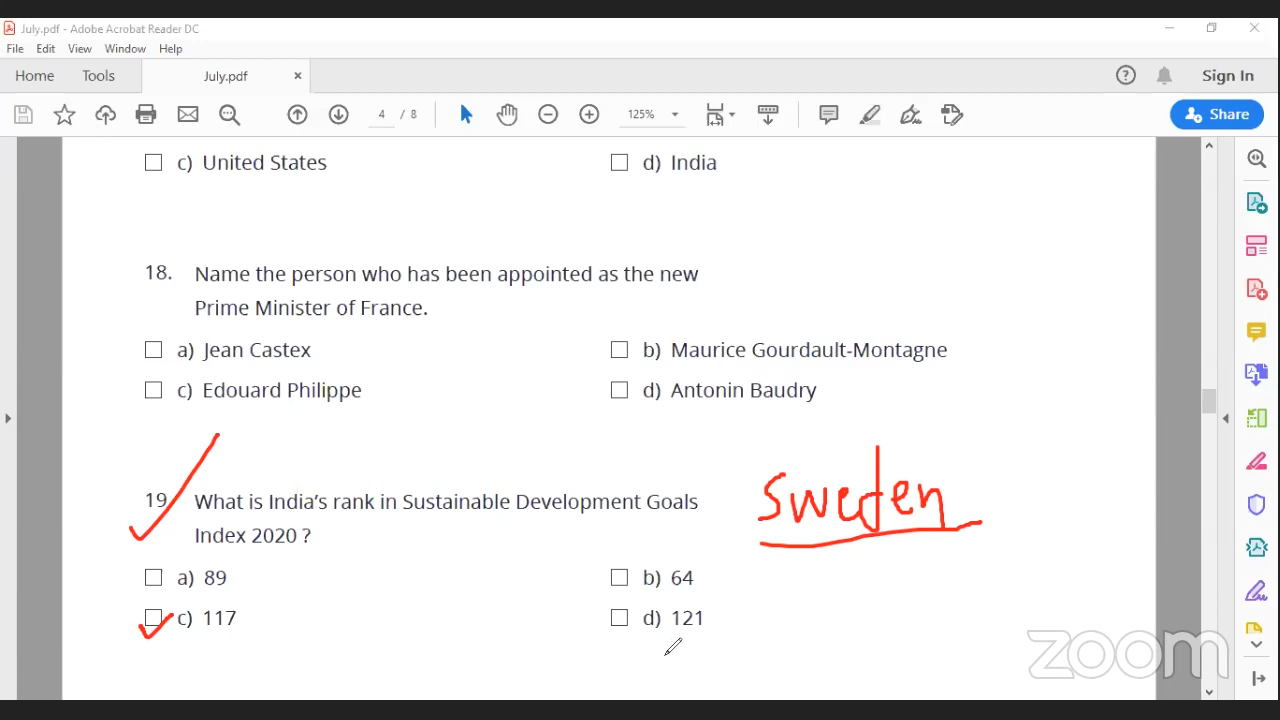 July.pdf - Adobe Acrobat Reader DC
File Edit View Window Help
Home Tools July.pdf × Sign In
4 / 8 125% Share
c) United States d) India
18. Name the person who has been appointed as the new
Prime Minister of France.
a) Jean Castex b) Maurice Gourdault-Montagne
c) Edouard Philippe d) Antonin Baudry
19 What is India's rank in Sustainable Development Goals
Index 2020 ?
Sweden
a) 89 b) 64
c) 117 d) 121
zoom